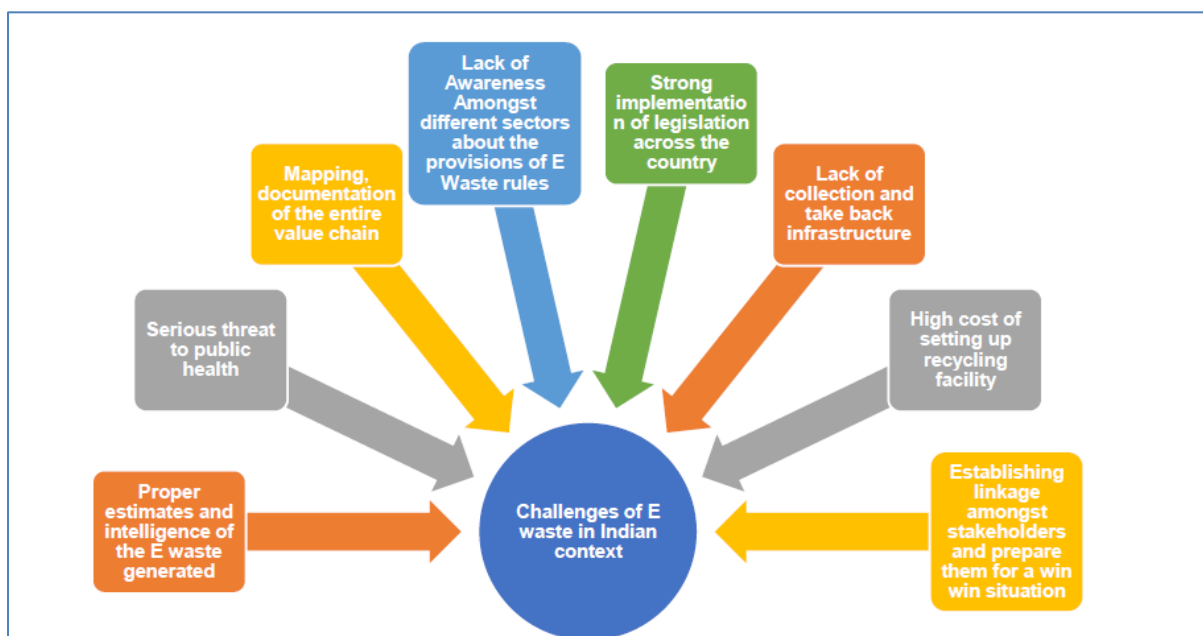 Lack of
Awareness
Amongst
different sectors
about the
provisions of E
Waste rules
Strong
implementatio
n of legislation
across the
country
Mapping,
documentation
of the entire
value chain
Lack of
collection and
take back
infrastructure
Serious threat
to public
health
High cost of
setting up
recycling
facility
Proper
estimates and
intelligence of
the E waste
generated
Challenges of E
waste in Indian
context
Establishing
linkage
amongst
stakeholders
and prepare
them for a win
win situation